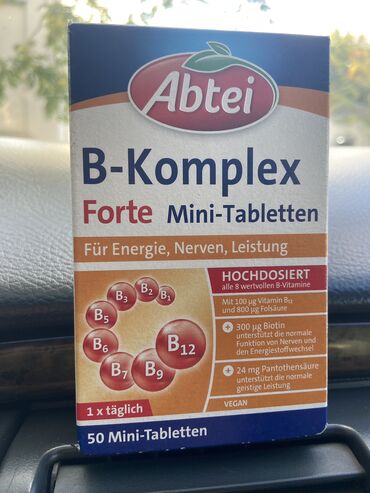 Abtei
B-Komplex
Forte Mini-Tabletten
Für Energie, Nerven, Leistung
HOCHDOSIERT
alle 8 wertvollen B-Vitamine
Mit 100 µg Vitamin B12
und 800 µg Folsäure
+ 300 µg Biotin
unterstützt die normale
Funktion von Nerven und
den Energiestoffwechsel
+ 24 mg Pantothensäure
unterstützt die normale
geistige Leistung
VEGAN
B1
B2
B3
B5
B6
B7
B9
B12
1 x täglich
50 Mini-Tabletten